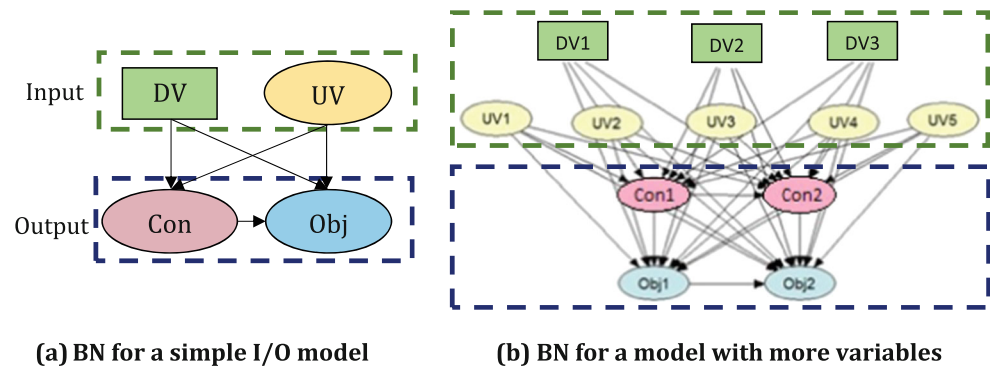 Input
DV
UV
Output
Con
Obj
(a) BN for a simple I/O model
DV1
DV2
DV3
UV1
UV2
UV3
UV4
UV5
Con1
Con2
Obj1
Obj2
(b) BN for a model with more variables